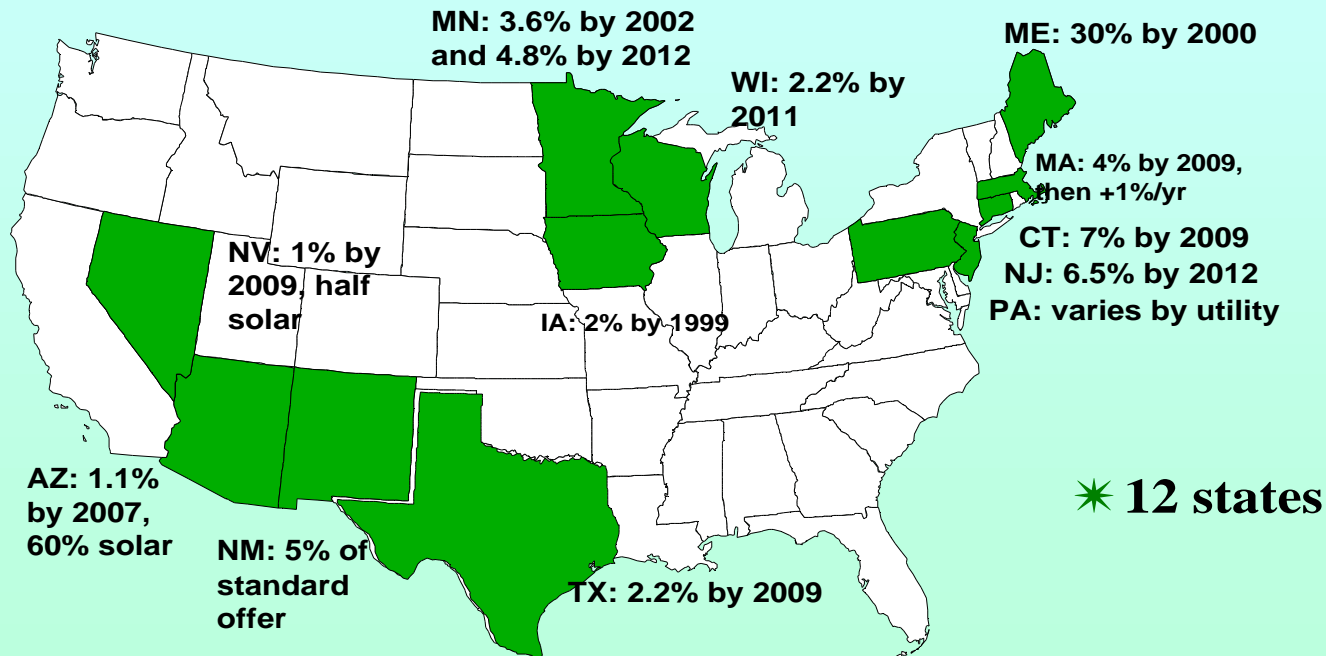 MN: 3.6% by 2002
and 4.8% by 2012
ME: 30% by 2000
WI: 2.2% by
2011
MA: 4% by 2009,
then +1%/yr
CT: 7% by 2009
NJ: 6.5% by 2012
PA: varies by utility
NV: 1% by
2009, half
solar
IA: 2% by 1999
AZ: 1.1%
by 2007,
60% solar
NM: 5% of
standard
offer
TX: 2.2% by 2009
12 states